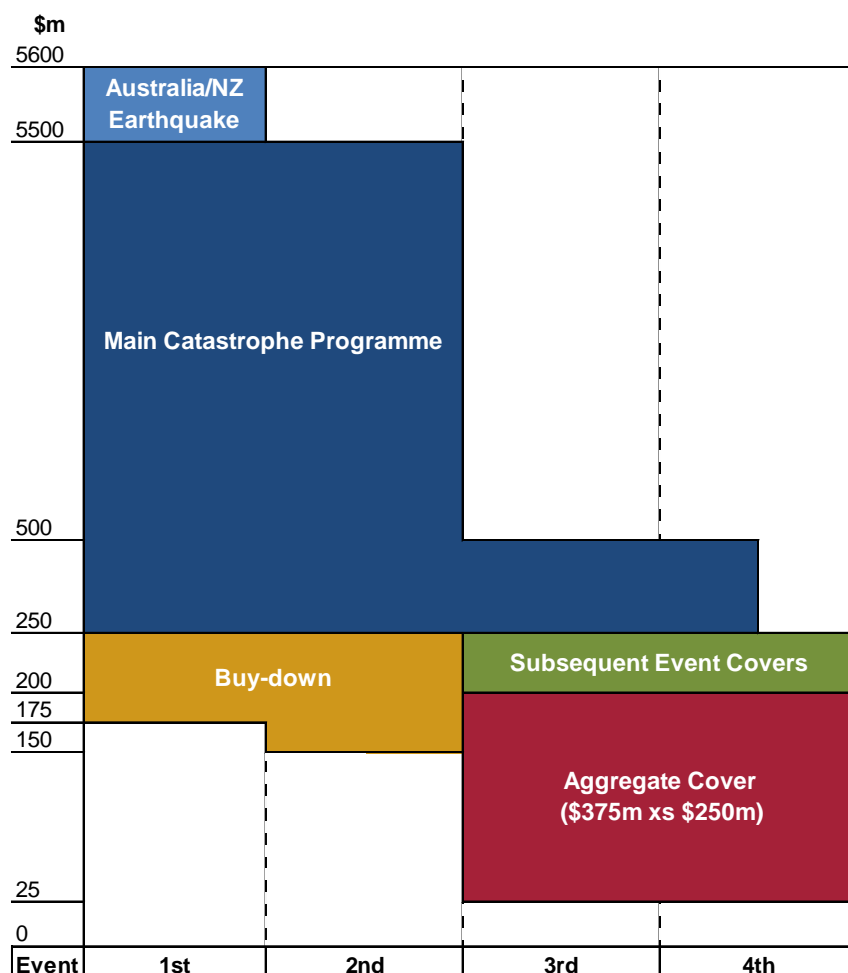 $m
5600
Australia/NZ
Earthquake
5500
Main Catastrophe Programme
500
250
Subsequent Event Covers
Buy-down
200
175
150
Aggregate Cover
($375m xs $250m)
25
0
Event 1st 2nd 3rd 4th